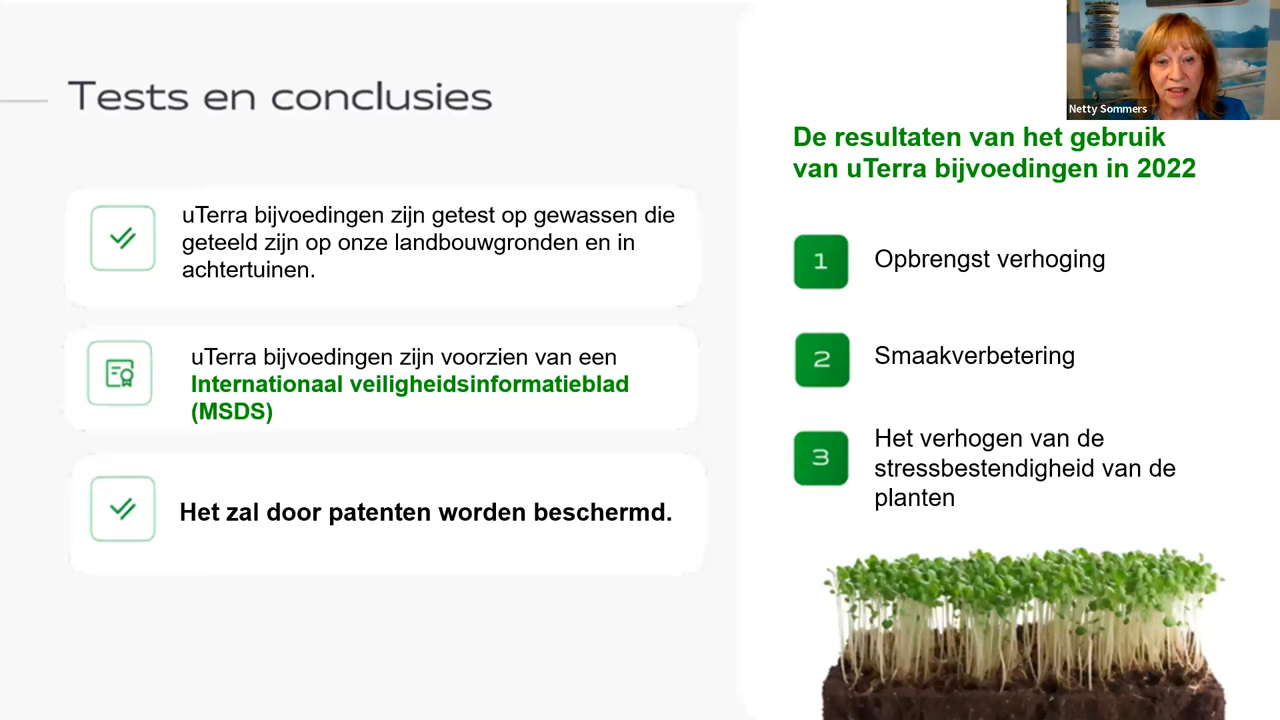 Tests en conclusies
uTerra bijvoedingen zijn getest op gewassen die
geteeld zijn op onze landbouwgronden en in
achtertuinen.
uTerra bijvoedingen zijn voorzien van een
Internationaal veiligheidsinformatieblad
(MSDS)
Het zal door patenten worden beschermd.
Netty Sommers
De resultaten van het gebruik
van uTerra bijvoedingen in 2022
1
Opbrengst verhoging
2
Smaakverbetering
3
Het verhogen van de
stressbestendigheid van de
planten